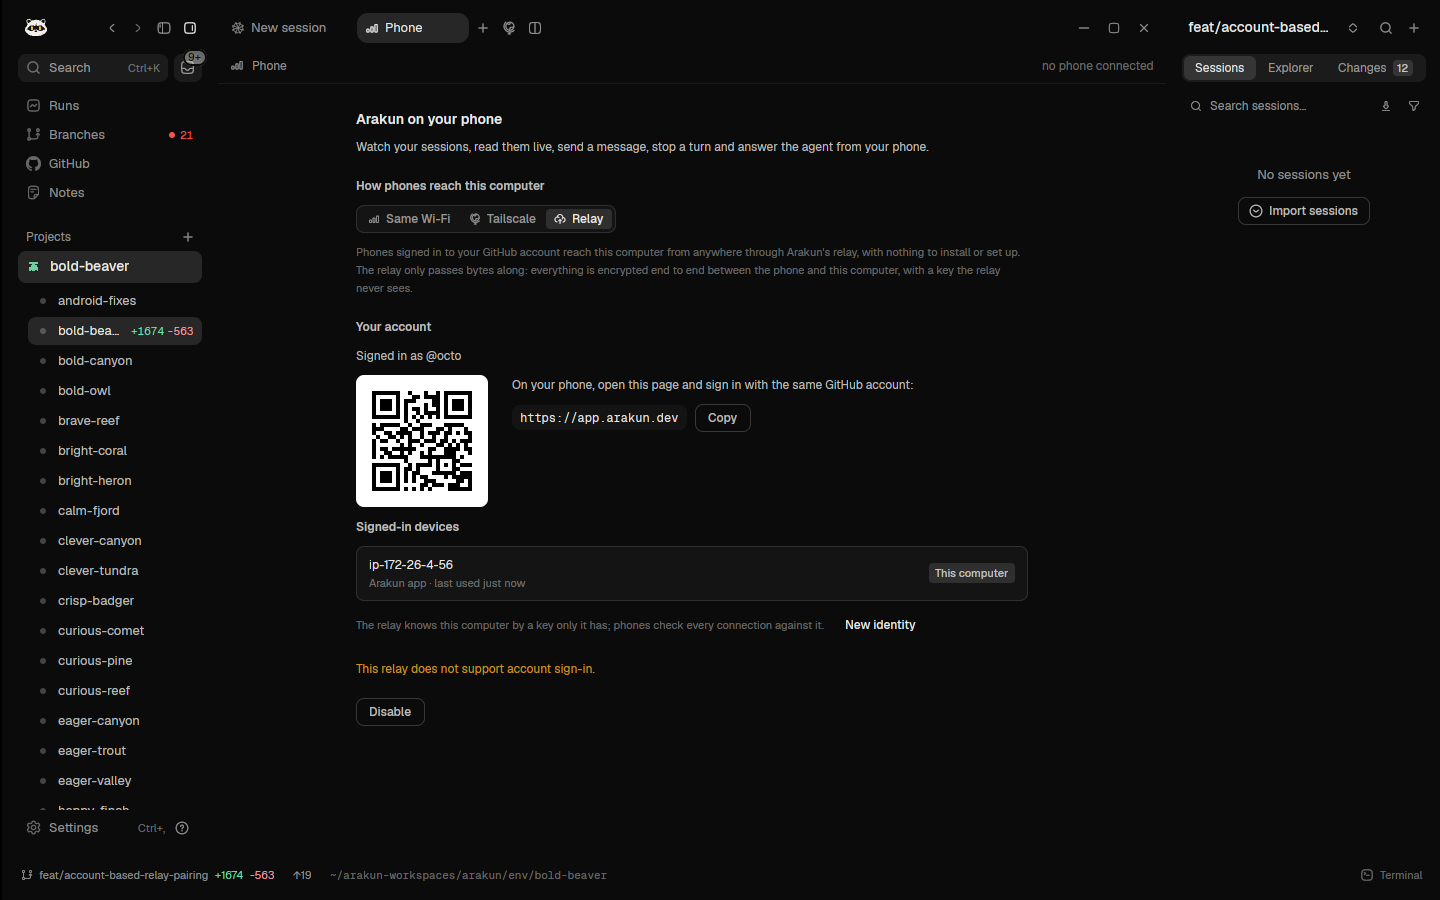 New session
Phone
feat/account-based...
Search
Ctrl+K
9+
Phone
no phone connected
Sessions
Explorer
Changes
12
Runs
Search sessions...
Branches
21
GitHub
Notes
Arakun on your phone
Watch your sessions, read them live, send a message, stop a turn and answer the agent from your phone.
No sessions yet
Import sessions
How phones reach this computer
Same Wi-Fi
Tailscale
Relay
Phones signed in to your GitHub account reach this computer from anywhere through Arakun's relay, with nothing to install or set up.
The relay only passes bytes along: everything is encrypted end to end between the phone and this computer, with a key the relay
never sees.
Projects
bold-beaver
android-fixes
bold-bea... +1674 -563
bold-canyon
bold-owl
brave-reef
bright-coral
bright-heron
calm-fjord
clever-canyon
clever-tundra
crisp-badger
curious-comet
curious-pine
curious-reef
eager-canyon
eager-trout
eager-valley
Your account
Signed in as @octo
On your phone, open this page and sign in with the same GitHub account:
https://app.arakun.dev
Copy
Signed-in devices
ip-172-26-4-56
Arakun app · last used just now
This computer
The relay knows this computer by a key only it has; phones check every connection against it.
New identity
This relay does not support account sign-in.
Disable
Settings
Ctrl+,
feat/account-based-relay-pairing +1674 -563
↑19
~/arakun-workspaces/arakun/env/bold-beaver
Terminal